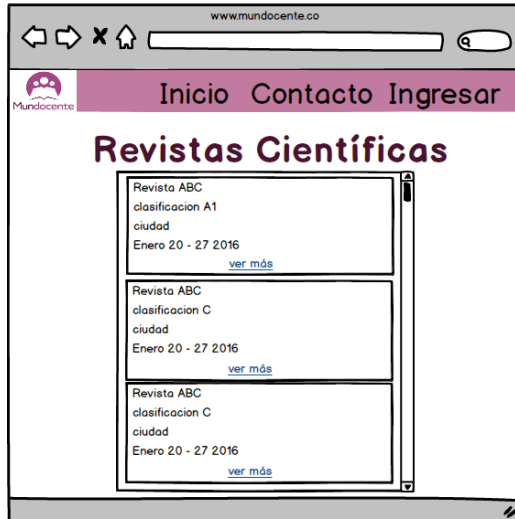 www.mundocente.co
Mundocente
Inicio Contacto Ingresar
Revistas Científicas
Revista ABC
clasificacion A1
ciudad
Enero 20 - 27 2016
ver más
Revista ABC
clasificacion C
ciudad
Enero 20 - 27 2016
ver más
Revista ABC
clasificacion C
ciudad
Enero 20 - 27 2016
ver más